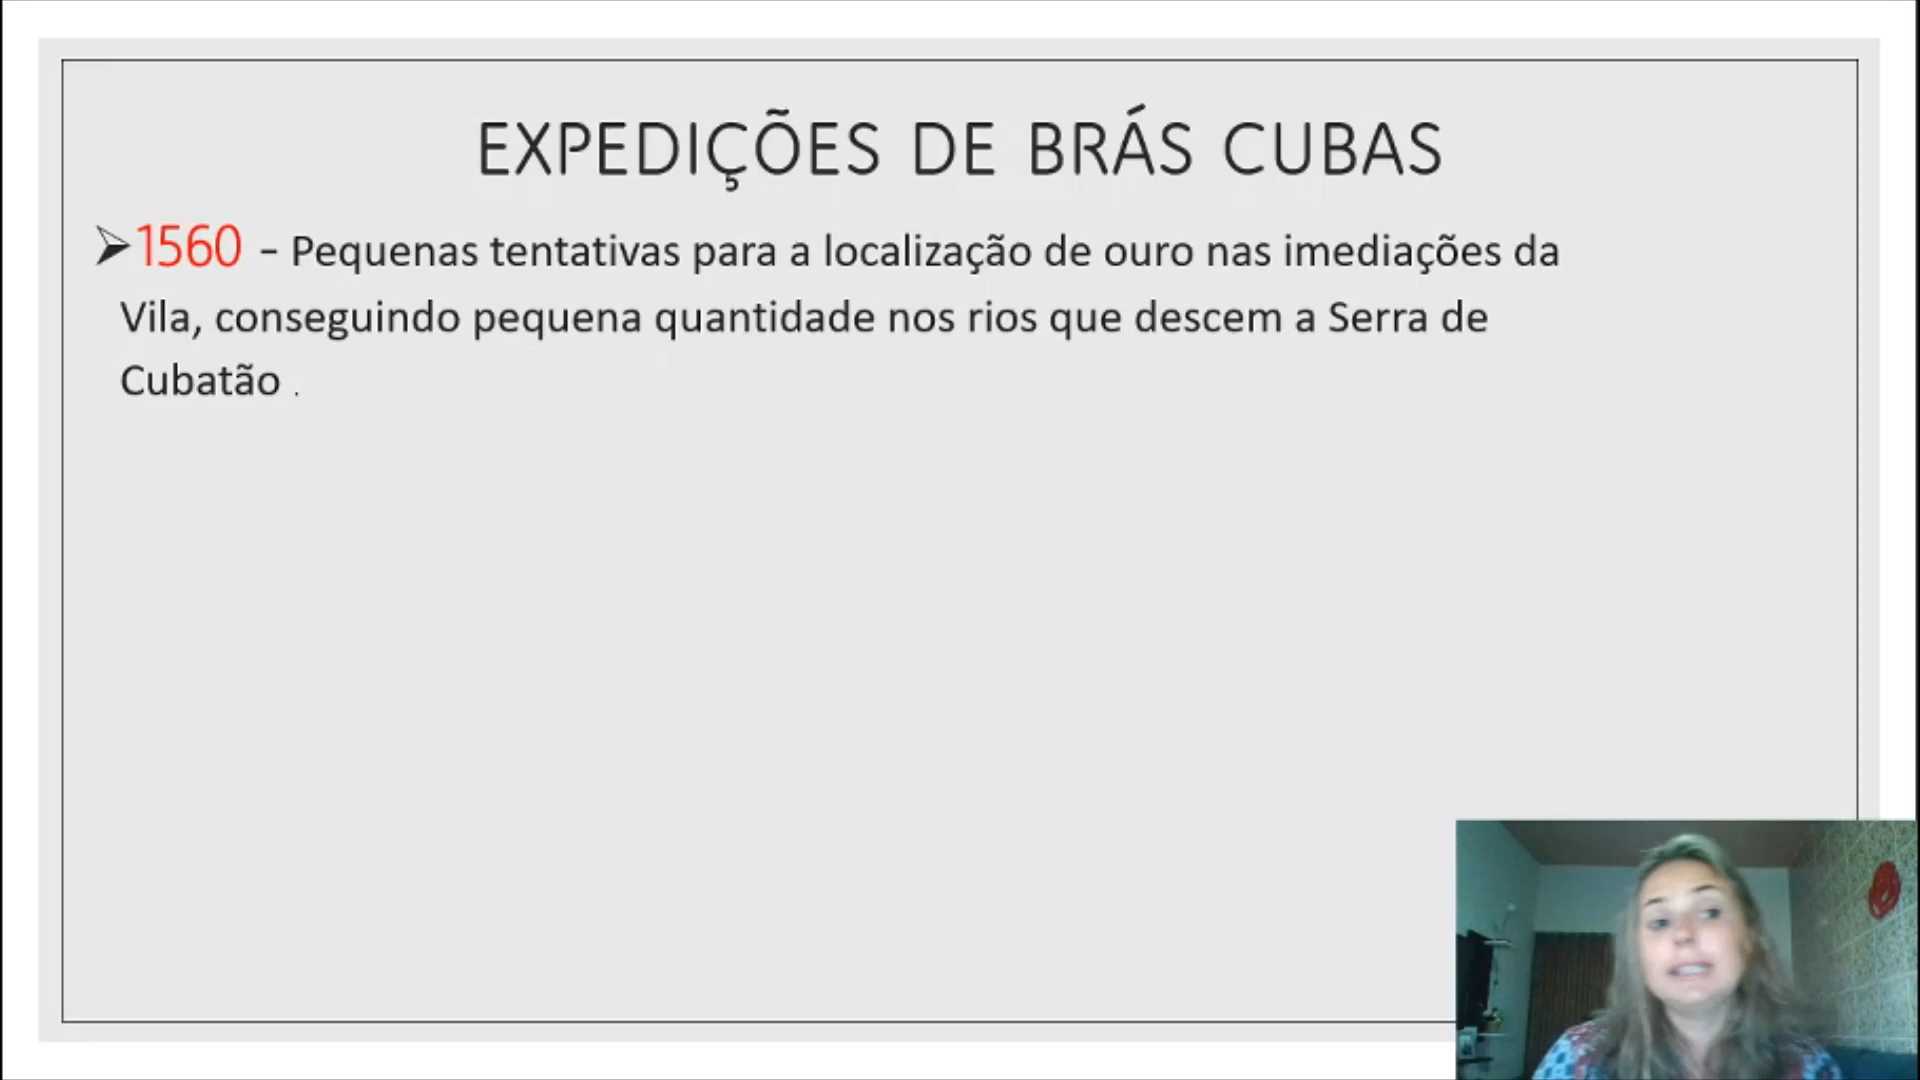 EXPEDIÇÕES DE BRÁS CUBAS
➢1560 – Pequenas tentativas para a localização de ouro nas imediações da
Vila, conseguindo pequena quantidade nos rios que descem a Serra de
Cubatão .